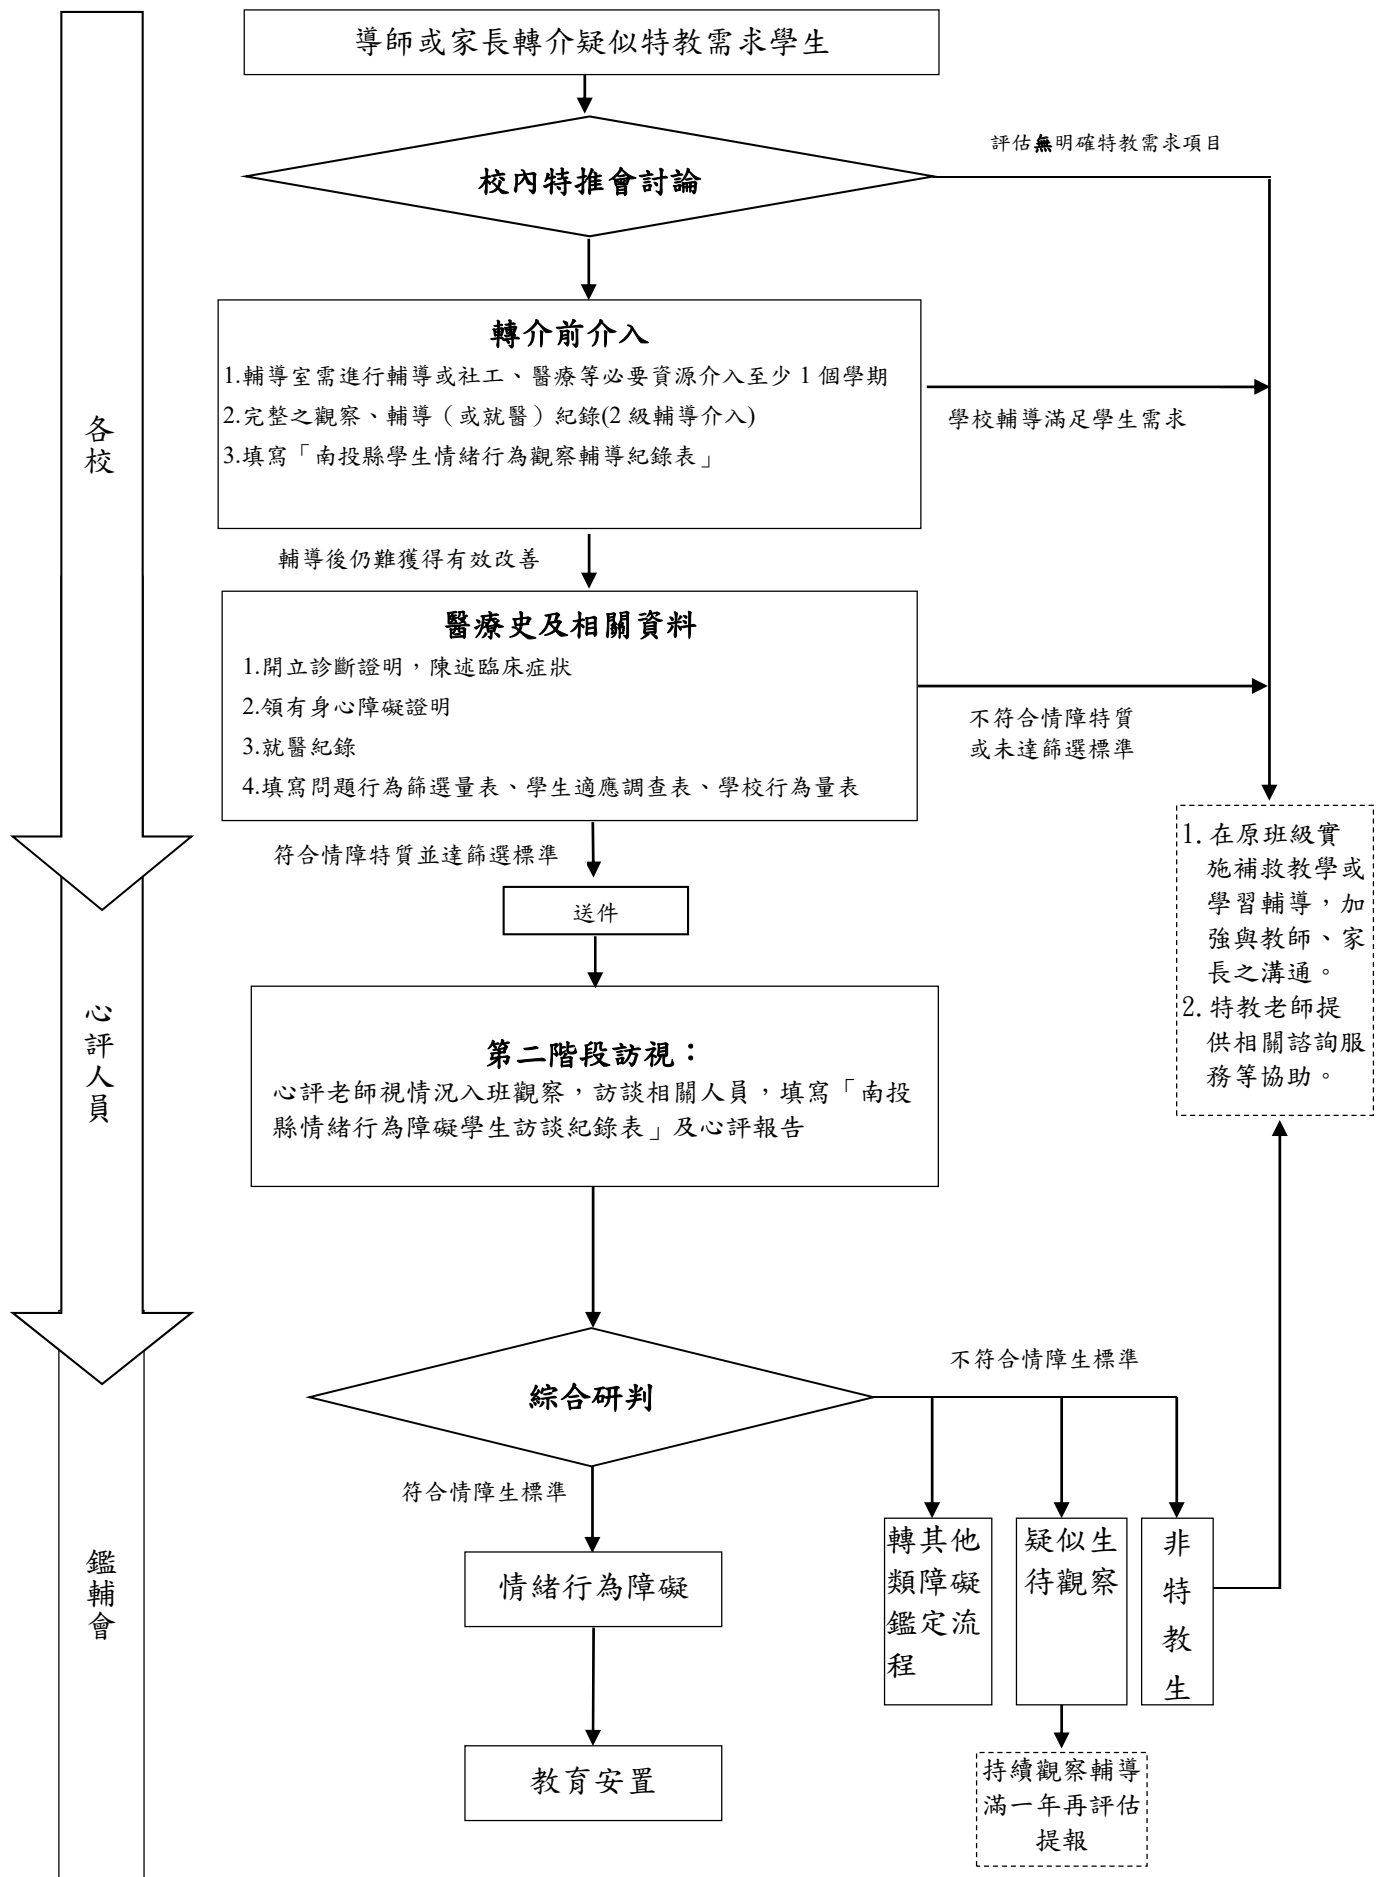 導師或家長轉介疑似特教需求學生
評估無明確特教需求項目
校內特推會討論
轉介前介入
1.輔導室需進行輔導或社工、醫療等必要資源介入至少 1 個學期
2.完整之觀察、輔導（或就醫）紀錄(2 級輔導介入)
3.填寫「南投縣學生情緒行為觀察輔導紀錄表」
學校輔導滿足學生需求
各校
輔導後仍難獲得有效改善
醫療史及相關資料
1.開立診斷證明，陳述臨床症狀
2.領有身心障礙證明
3.就醫紀錄
4.填寫問題行為篩選量表、學生適應調查表、學校行為量表
不符合情障特質
或未達篩選標準
符合情障特質並達篩選標準
送件
1. 在原班級實
施補救教學或
學習輔導，加
強與教師、家
長之溝通。
2. 特教老師提
供相關諮詢服
務等協助。
心評人員
第二階段訪視：
心評老師視情況入班觀察，訪談相關人員，填寫「南投
縣情緒行為障礙學生訪談紀錄表」及心評報告
綜合研判
不符合情障生標準
符合情障生標準
鑑輔會
情緒行為障礙
轉其他
類障礙
鑑定流
程
疑似生
待觀察
非
特
教
生
教育安置
持續觀察輔導
滿一年再評估
提報